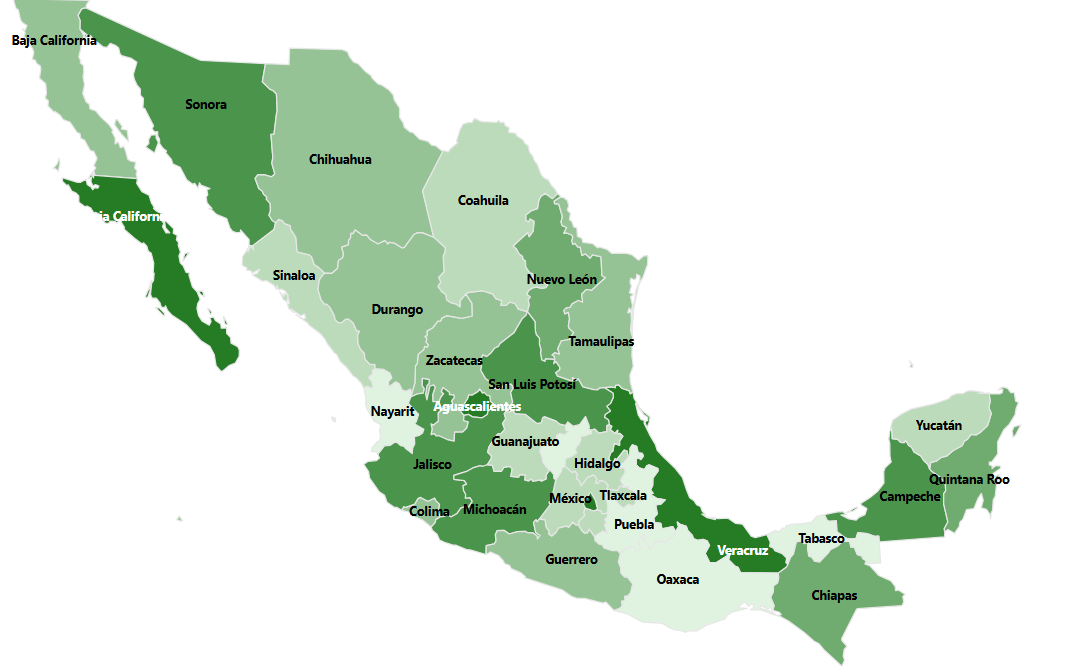 Baja California
Sonora
Chihuahua
Coahuila
Baja Californ
Sinaloa
Nuevo León
Durango
Tamaulipas
Zacatecas
San Luis Potosí
Aguascalientes
Nayarit
Yucatán
Guanajuato
Jalisco
Hidalgo
Quintana Roo
México
Tlaxcala
Campeche
Colima
Michoacán
Puebla
Tabasco
Veracruz
Guerrero
Oaxaca
Chiapas